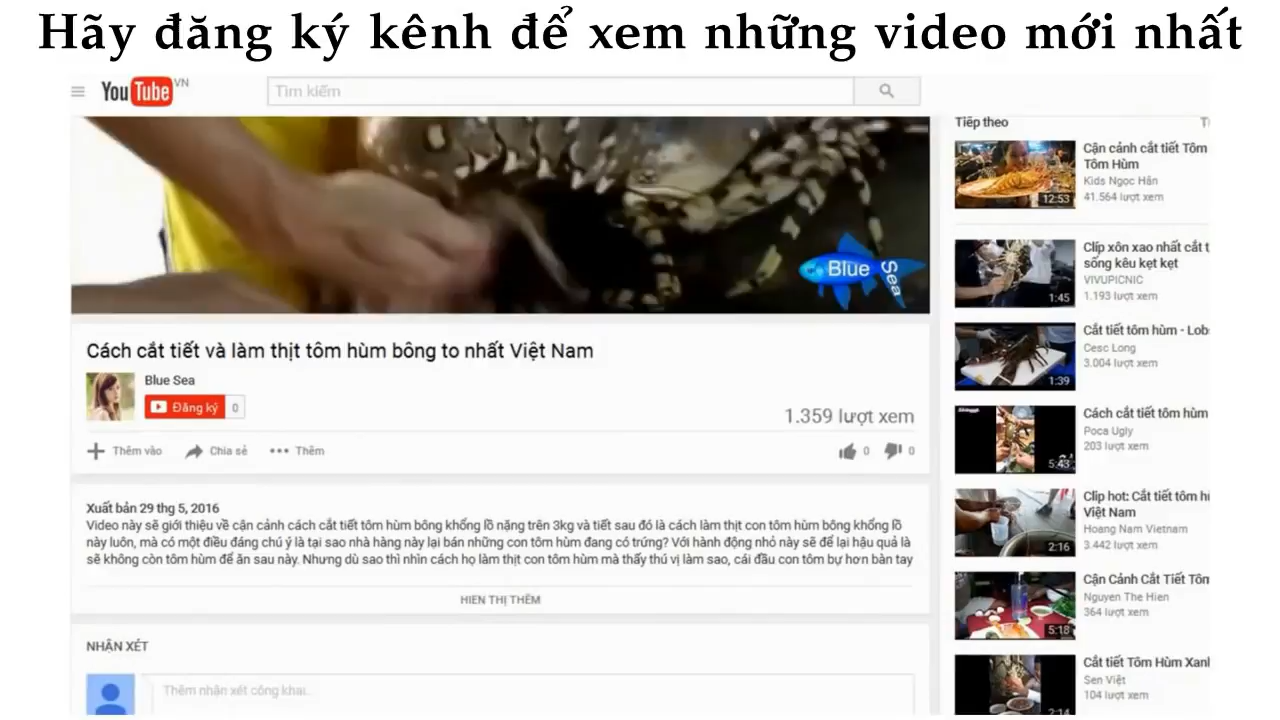 Hãy đăng ký kênh để xem những video mới nhất
YouTube VN
Tìm kiếm
Blue Sea
Cách cắt tiết và làm thịt tôm hùm bông to nhất Việt Nam
Blue Sea
Đăng ký 0
1.359 lượt xem
Thêm vào Chia sẻ Thêm 0 0
Xuất bản 29 thg 5, 2016
Video này sẽ giới thiệu về cận cảnh cách cắt tiết tôm hùm bông khổng lồ nặng trên 3kg và tiết sau đó là cách làm thịt con tôm hùm bông khổng lồ
này luôn, mà có một điều đáng chú ý là tại sao nhà hàng này lại bán những con tôm hùm đang có trứng? Với hành động nhỏ này sẽ để lại hậu quả là
sẽ không còn tôm hùm để ăn sau này. Nhưng dù sao thì nhìn cách họ làm thịt con tôm hùm mà thấy thú vị làm sao, cái đầu con tôm bự hơn bàn tay
HIEN THỊ THÊM
NHẬN XÉT
Thêm nhận xét công khai..
Tiếp theo
Cận cảnh cắt tiết Tôm
Tôm Hùm
Kids Ngọc Hân
41.564 lượt xem
12:53
Clíp xôn xao nhất cắt t
sống kêu kẹt kẹt
VIVUPICNIC
1.193 lượt xem
1:45
Cắt tiết tôm hùm - Lobs
Cesc Long
3.004 lượt xem
1:39
Cách cắt tiết tôm hùm
Poca Ugly
203 lượt xem
5:43
Clip hot: Cắt tiết tôm hù
Việt Nam
Hoang Nam Vietnam
3.442 lượt xem
2:16
Cận Cảnh Cắt Tiết Tôm
Nguyen The Hien
364 lượt xem
5:18
Cắt tiết Tôm Hùm Xanh
Sen Việt
104 lượt xem
2:14